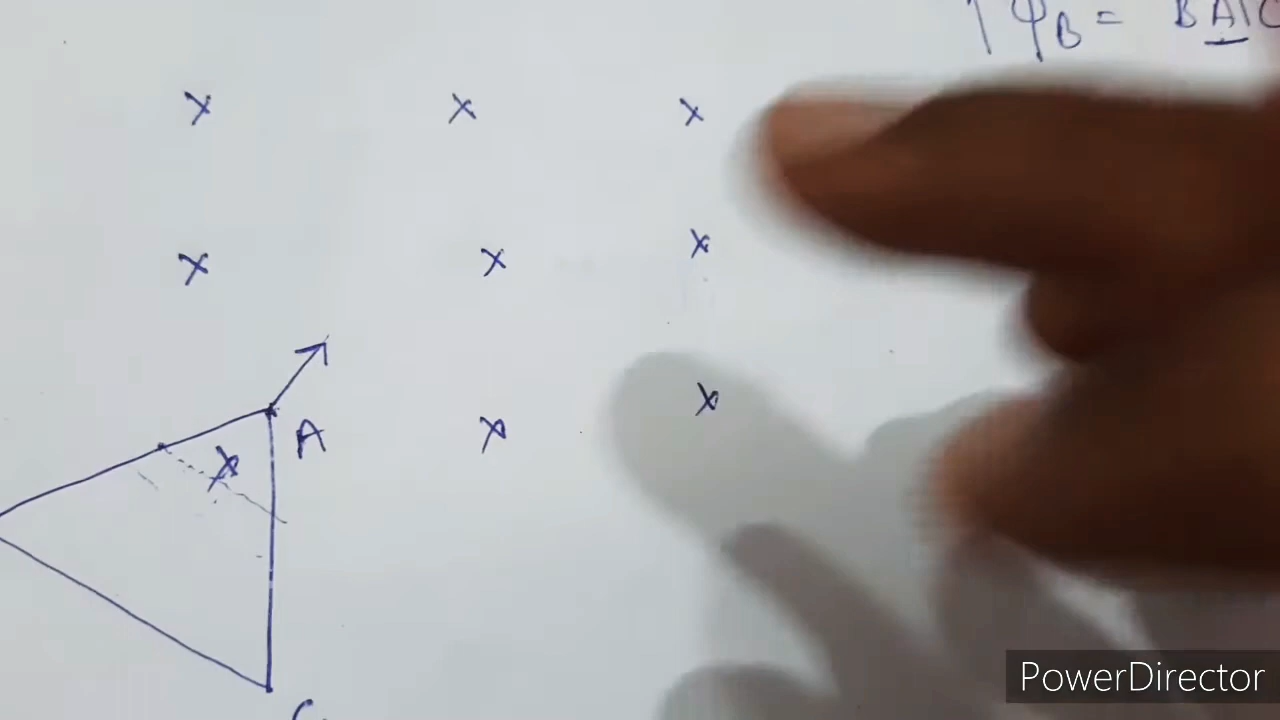 ↑ φB = BA
x x x
x x x
A
x x x
C
PowerDirector